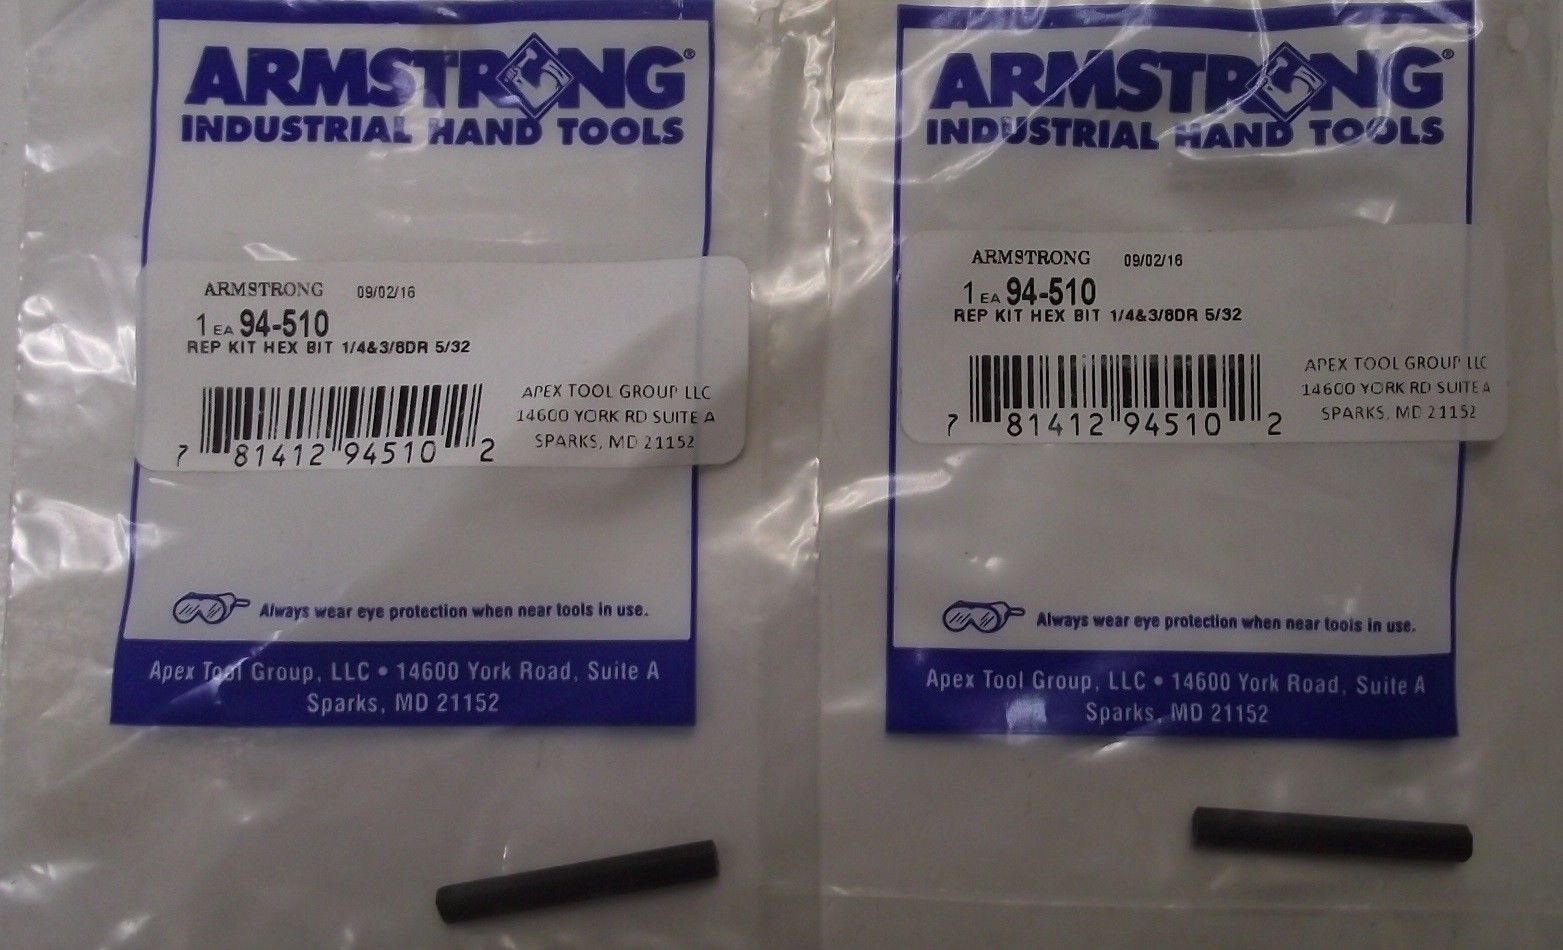 ARMSTRONG®
INDUSTRIAL HAND TOOLS
ARMSTRONG 09/02/16
1 EA 94-510
REP KIT HEX BIT 1/4&3/8DR 5/32
7 81412 94510 2
APEX TOOL GROUP LLC
14600 YORK RD SUITE A
SPARKS, MD 21152
Always wear eye protection when near tools in use.
Apex Tool Group, LLC • 14600 York Road, Suite A
Sparks, MD 21152
ARMSTRONG®
INDUSTRIAL HAND TOOLS
ARMSTRONG 09/02/16
1 EA 94-510
REP KIT HEX BIT 1/4&3/8DR 5/32
7 81412 94510 2
APEX TOOL GROUP LLC
14600 YORK RD SUITE A
SPARKS, MD 21152
Always wear eye protection when near tools in use.
Apex Tool Group, LLC • 14600 York Road, Suite A
Sparks, MD 21152